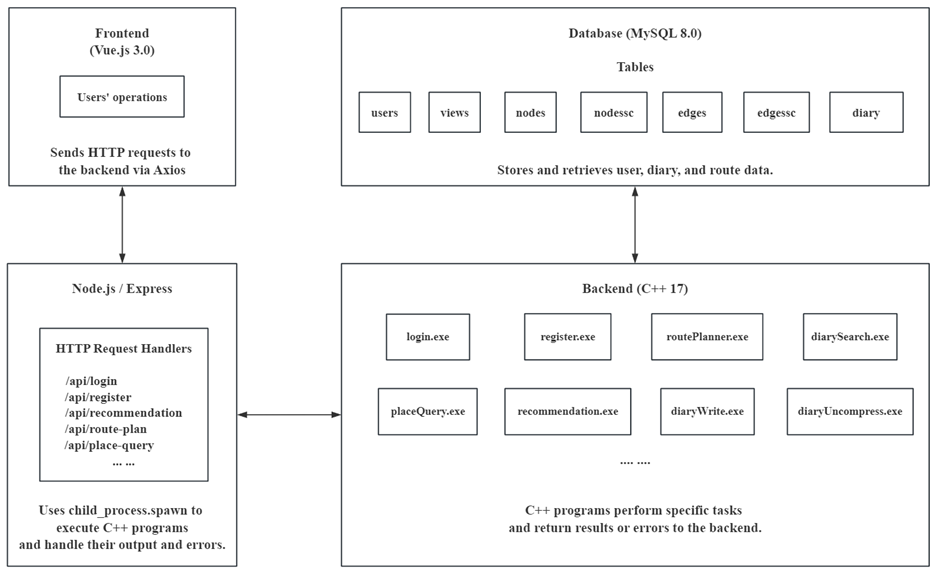 Frontend
(Vue.js 3.0)
Users' operations
Sends HTTP requests to
the backend via Axios
Database (MySQL 8.0)
Tables
users
views
nodes
nodessc
edges
edgessc
diary
Stores and retrieves user, diary, and route data.
Node.js / Express
HTTP Request Handlers
/api/login
/api/register
/api/recommendation
/api/route-plan
/api/place-query
... ...
Uses child_process.spawn to
execute C++ programs
and handle their output and errors.
Backend (C++ 17)
login.exe
register.exe
routePlanner.exe
diarySearch.exe
placeQuery.exe
recommendation.exe
diaryWrite.exe
diaryUncompress.exe
.... ....
C++ programs perform specific tasks
and return results or errors to the backend.